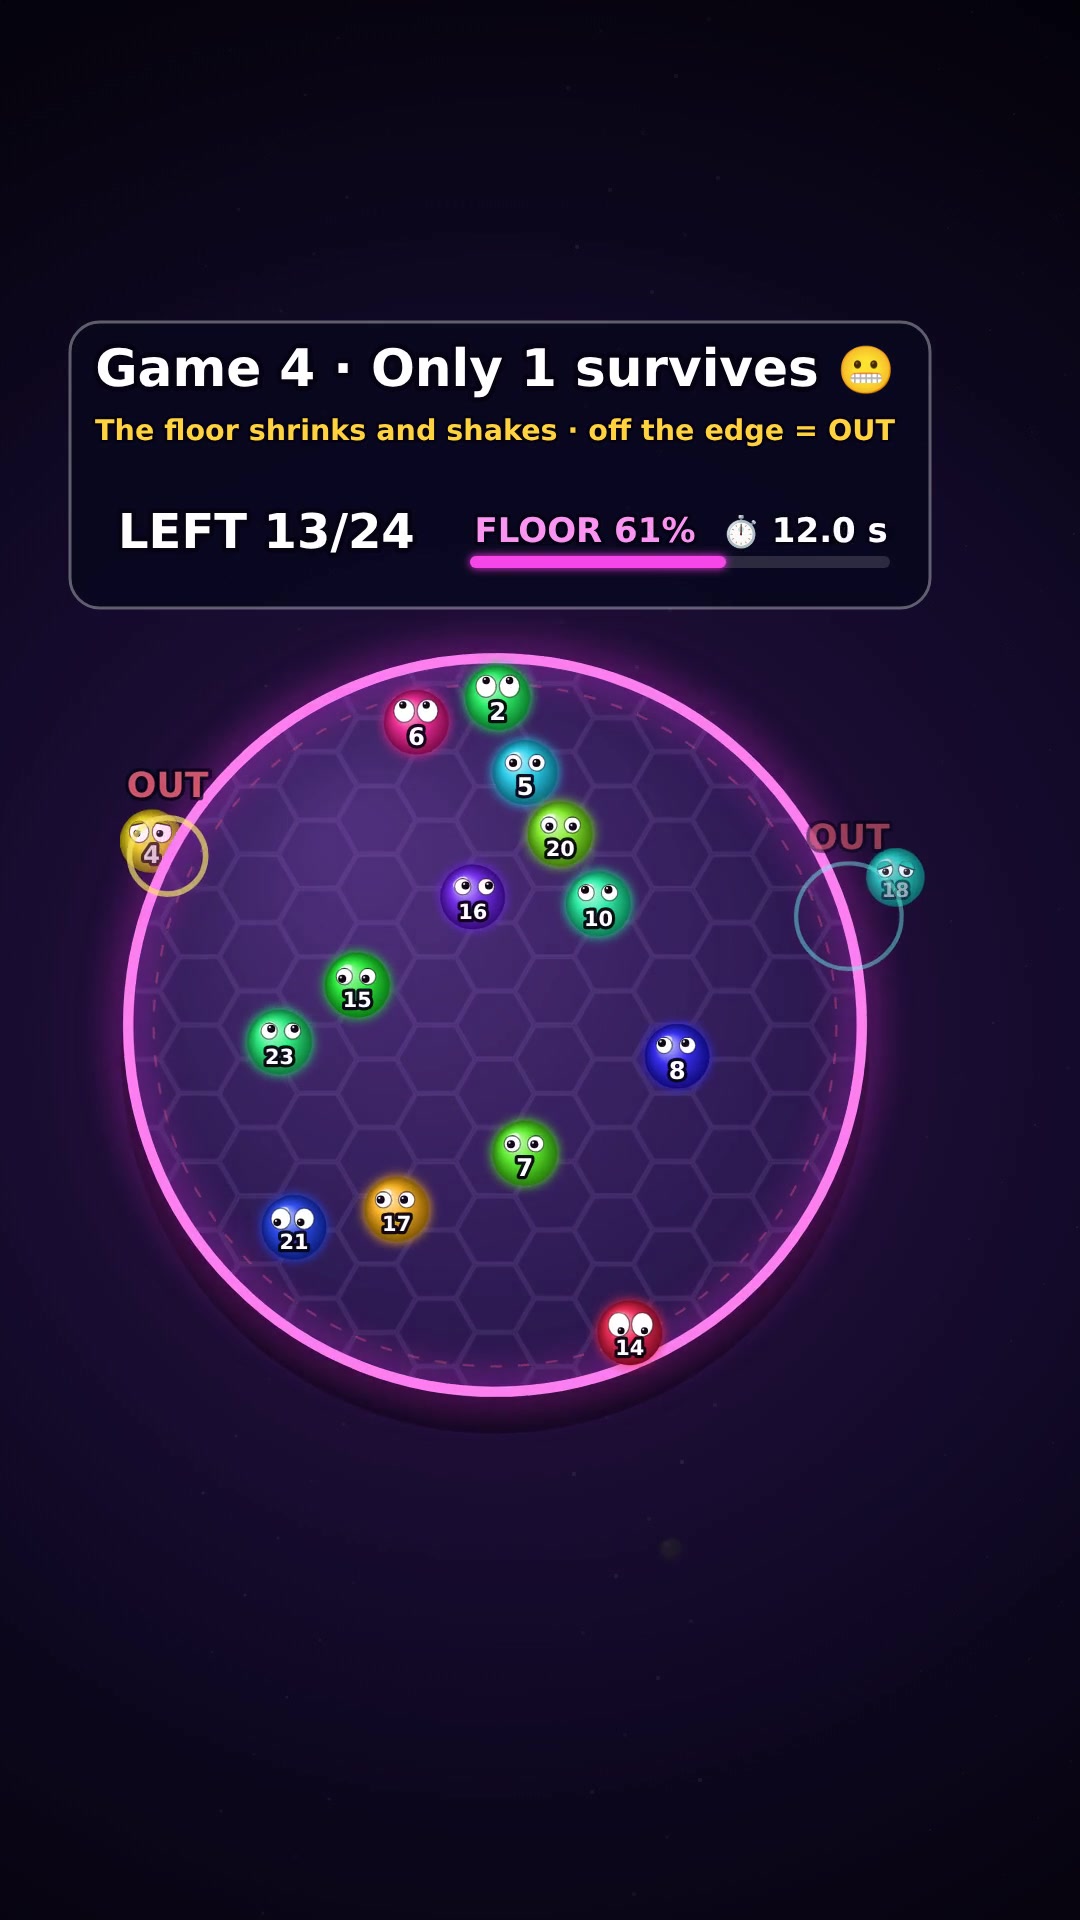 Game 4 · Only 1 survives 😬
The floor shrinks and shakes · off the edge = OUT
LEFT 13/24
FLOOR 61% ⏱ 12.0 s
2
6
5
OUT
4
20
OUT
18
16
10
15
23
8
7
17
21
14